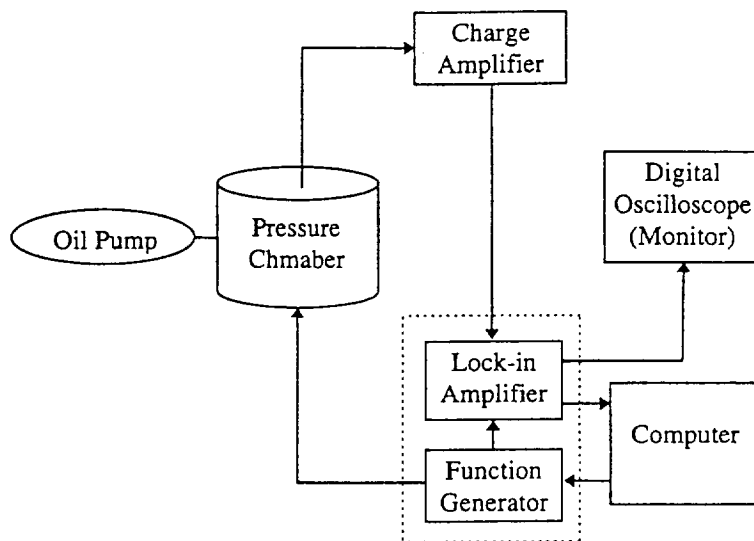 Charge
Amplifier
Digital
Oscilloscope
(Monitor)
Pressure
Chmaber
Oil Pump
Lock-in
Amplifier
Computer
Function
Generator